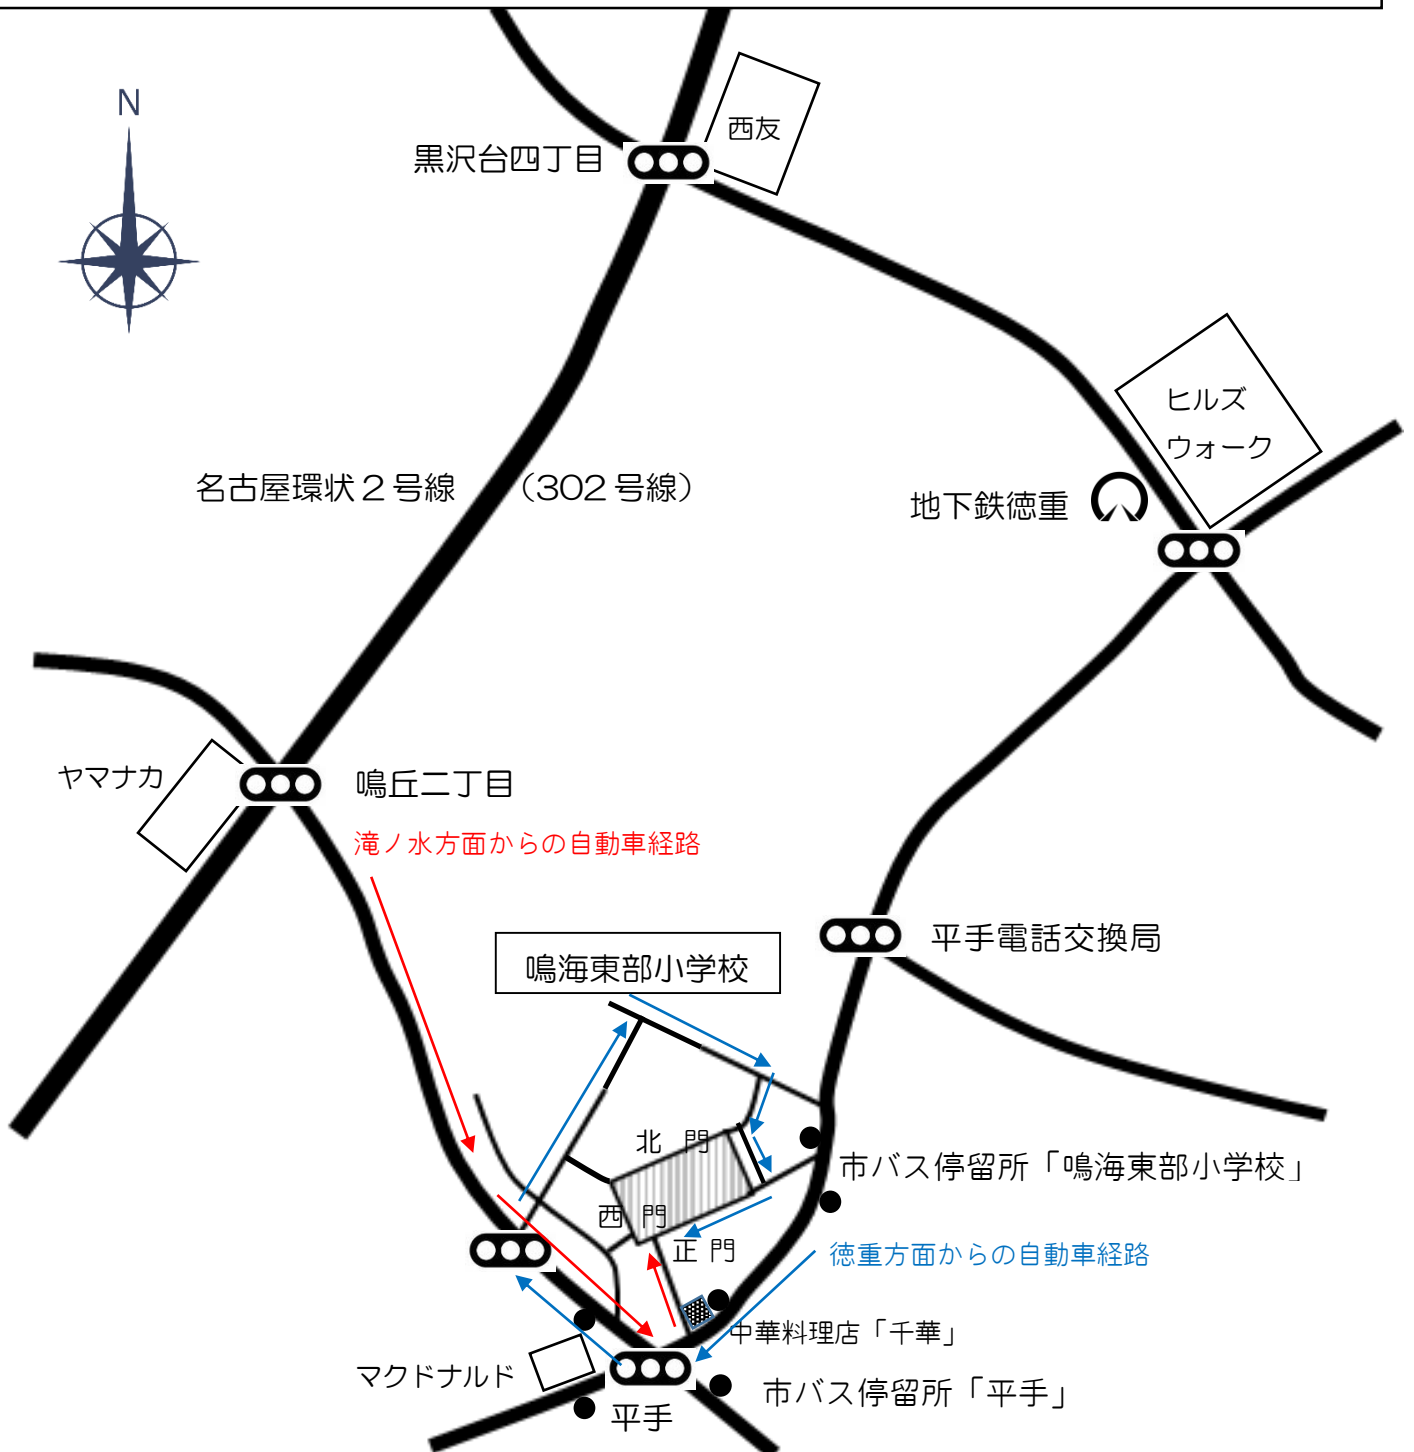 N
西友
黒沢台四丁目
ヒルズ
ウォーク
名古屋環状2号線 （302号線）
地下鉄徳重
ヤマナカ
鳴丘二丁目
滝ノ水方面からの自動車経路
平手電話交換局
鳴海東部小学校
北 門
市バス停留所「鳴海東部小学校」
西 門
正 門
徳重方面からの自動車経路
中華料理店「千華」
マクドナルド
市バス停留所「平手」
平手